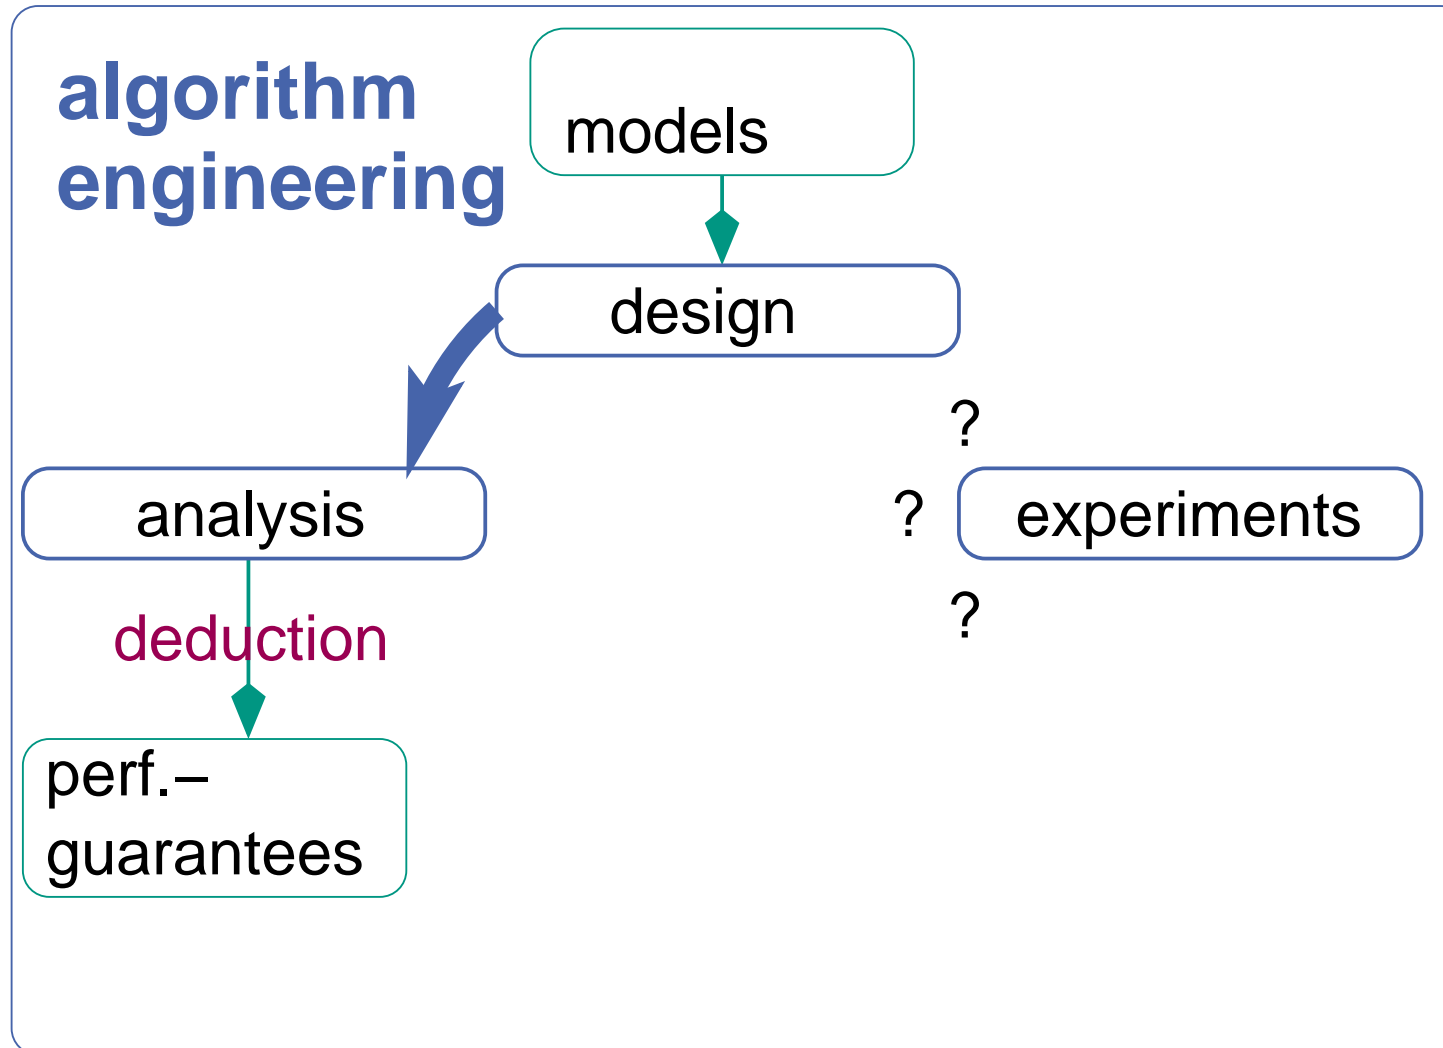 algorithm
engineering
models
design
?
analysis
? experiments
deduction
?
perf.–
guarantees